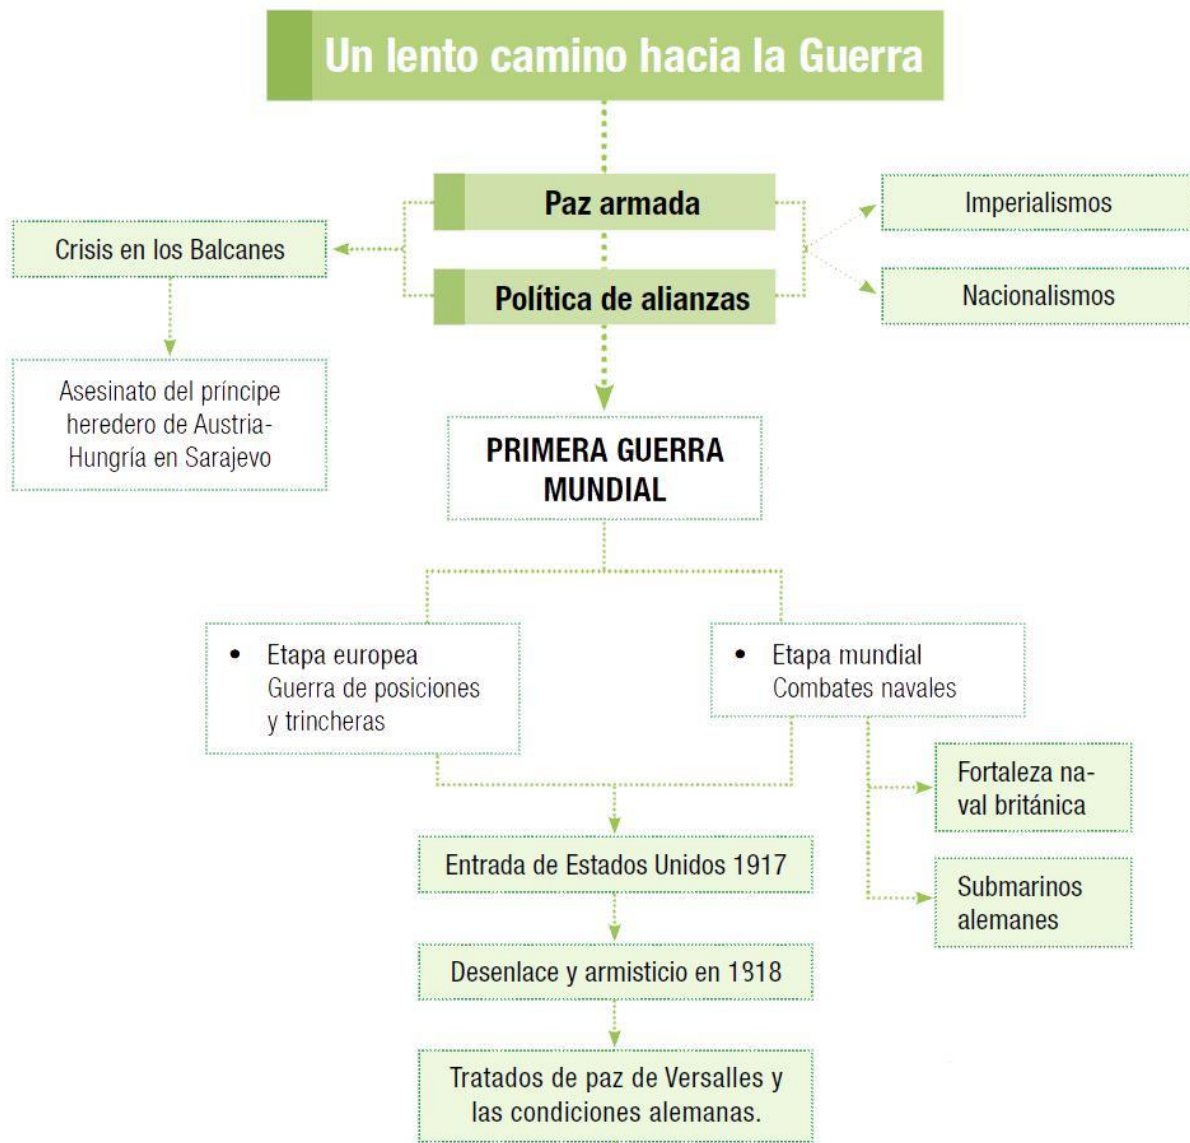 Un lento camino hacia la Guerra
Paz armada
Imperialismos
Crisis en los Balcanes
Política de alianzas
Nacionalismos
Asesinato del príncipe
heredero de Austria-
Hungría en Sarajevo
PRIMERA GUERRA
MUNDIAL
• Etapa europea
Guerra de posiciones
y trincheras
• Etapa mundial
Combates navales
Fortaleza na-
val británica
Submarinos
alemanes
Entrada de Estados Unidos 1917
Desenlace y armisticio en 1318
Tratados de paz de Versalles y
las condiciones alemanas.